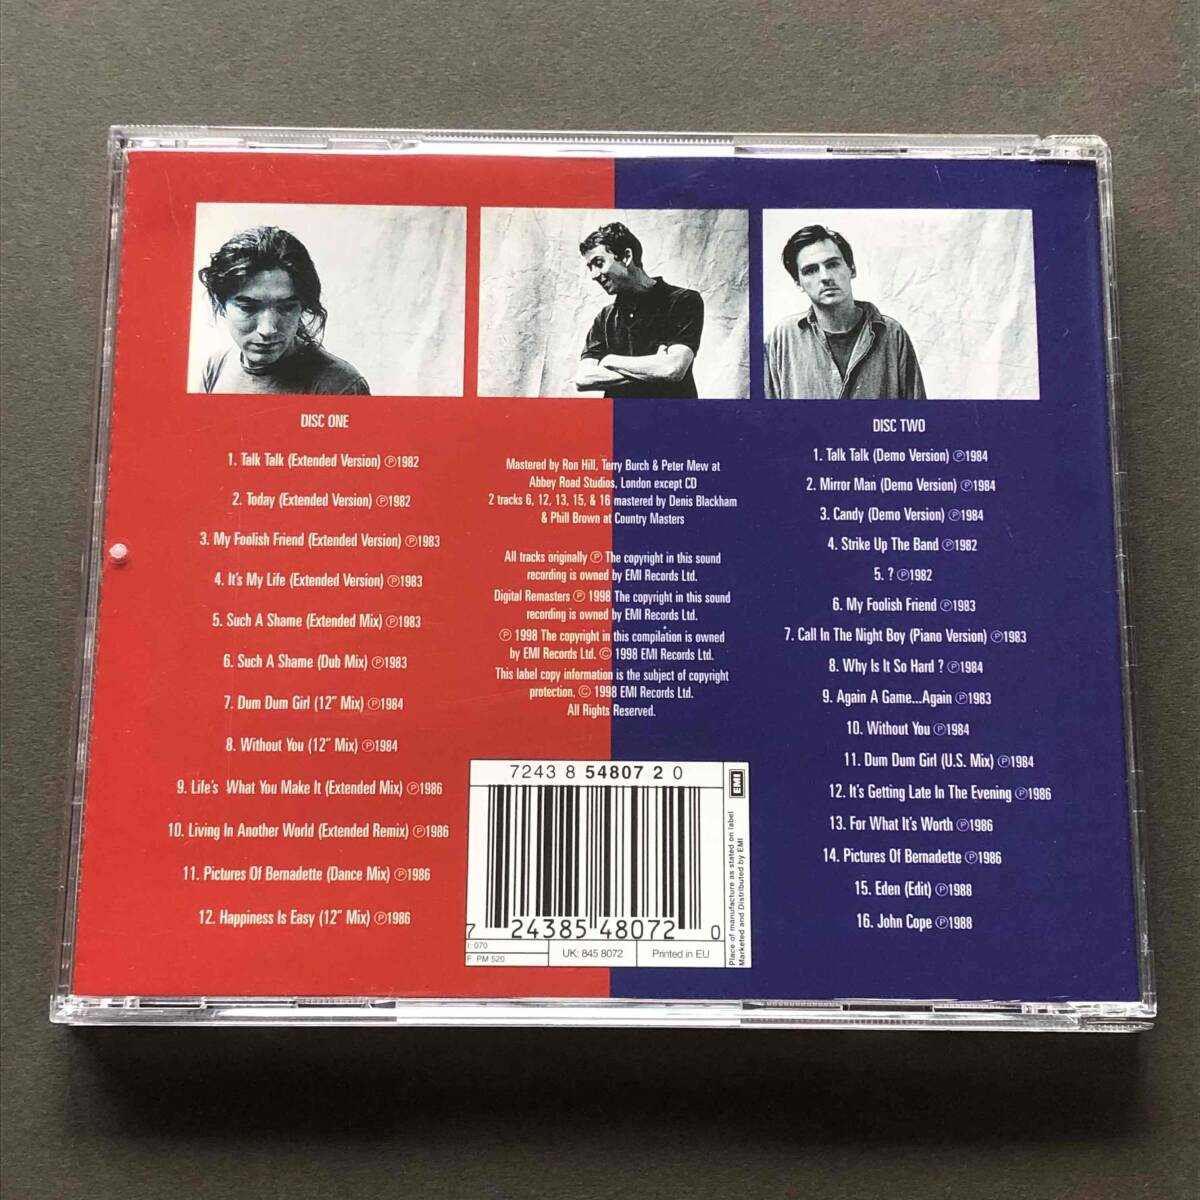 DISC ONE
1. Talk Talk (Extended Version) ℗1982
2. Today (Extended Version) ℗1982
3. My Foolish Friend (Extended Version) ℗1983
4. It's My Life (Extended Version) ℗1983
5. Such A Shame (Extended Mix) ℗1983
6. Such A Shame (Dub Mix) ℗1983
7. Dum Dum Girl (12" Mix) ℗1984
8. Without You (12" Mix) ℗1984
9. Life's What You Make It (Extended Mix) ℗1986
10. Living In Another World (Extended Remix) ℗1986
11. Pictures Of Bernadette (Dance Mix) ℗1986
12. Happiness Is Easy (12" Mix) ℗1986
Mastered by Ron Hill, Terry Burch & Peter Mew at
Abbey Road Studios, London except CD
2 tracks 6, 12, 13, 15, & 16 mastered by Denis Blackham
& Phill Brown at Country Masters
All tracks originally ℗ The copyright in this sound
recording is owned by EMI Records Ltd.
Digital Remasters ℗ 1998 The copyright in this sound
recording is owned by EMI Records Ltd.
℗ 1998 The copyright in this compilation is owned
by EMI Records Ltd. © 1998 EMI Records Ltd.
This label copy information is the subject of copyright
protection. © 1998 EMI Records Ltd.
All Rights Reserved.
DISC TWO
1. Talk Talk (Demo Version) ℗1984
2. Mirror Man (Demo Version) ℗1984
3. Candy (Demo Version) ℗1984
4. Strike Up The Band ℗1982
5. ? ℗1982
6. My Foolish Friend ℗1983
7. Call In The Night Boy (Piano Version) ℗1983
8. Why Is It So Hard ? ℗1984
9. Again A Game...Again ℗1983
10. Without You ℗1984
11. Dum Dum Girl (U.S. Mix) ℗1984
12. It's Getting Late In The Evening ℗1986
13. For What It's Worth ℗1986
14. Pictures Of Bernadette ℗1986
15. Eden (Edit) ℗1988
16. John Cope ℗1988
7243 8 54807 2 0
7 24385 48072 0
I: 070
F PM 520
UK: 845 8072
Printed in EU
EMI
Place of manufacture as stated on label
Marketed and Distributed by EMI